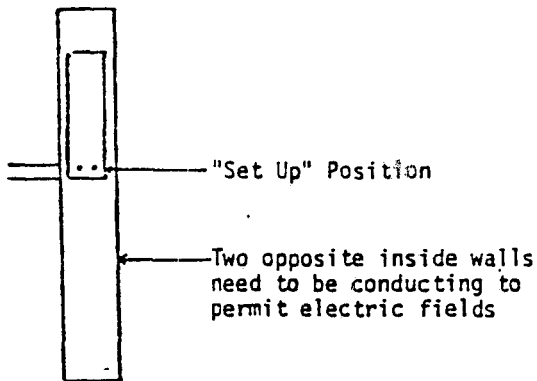 "Set Up" Position
Two opposite inside walls
need to be conducting to
permit electric fields